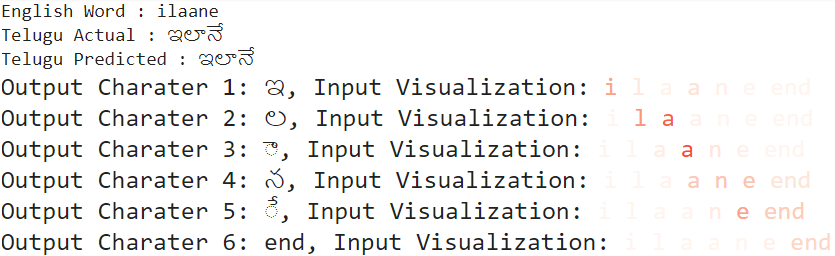 English Word : ilaane
Telugu Actual : ఇలానే
Telugu Predicted : ఇలానే
Output Charater 1: ఇ, Input Visualization: i l a a n e end
Output Charater 2: ల, Input Visualization: i l a a n e end
Output Charater 3: ా, Input Visualization: i l a a n e end
Output Charater 4: న, Input Visualization: i l a a n e end
Output Charater 5: ే, Input Visualization: i l a a n e end
Output Charater 6: end, Input Visualization: i l a a n e end